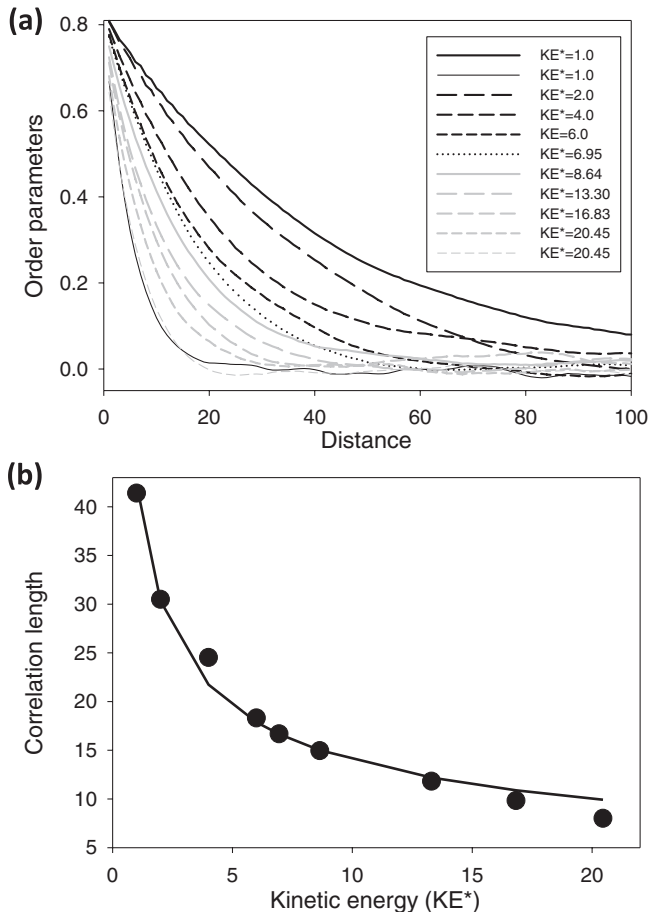 (a)
Order parameters
0.8
0.6
0.4
0.2
0.0
KE*=1.0
KE*=1.0
KE*=2.0
KE*=4.0
KE=6.0
KE*=6.95
KE*=8.64
KE*=13.30
KE*=16.83
KE*=20.45
KE*=20.45
0 20 40 60 80 100
Distance
(b)
Correlation length
40
35
30
25
20
15
10
5
0 5 10 15 20
Kinetic energy (KE*)